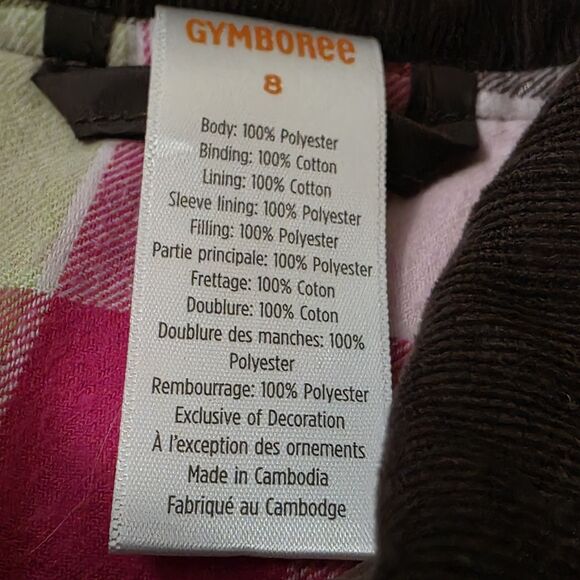 GYMBOREE
8
Body: 100% Polyester
Binding: 100% Cotton
Lining: 100% Cotton
Sleeve lining: 100% Polyester
Filling: 100% Polyester
Partie principale: 100% Polyester
Frettage: 100% Coton
Doublure: 100% Coton
Doublure des manches: 100%
Polyester
Rembourrage: 100% Polyester
Exclusive of Decoration
À l'exception des ornements
Made in Cambodia
Fabriqué au Cambodge